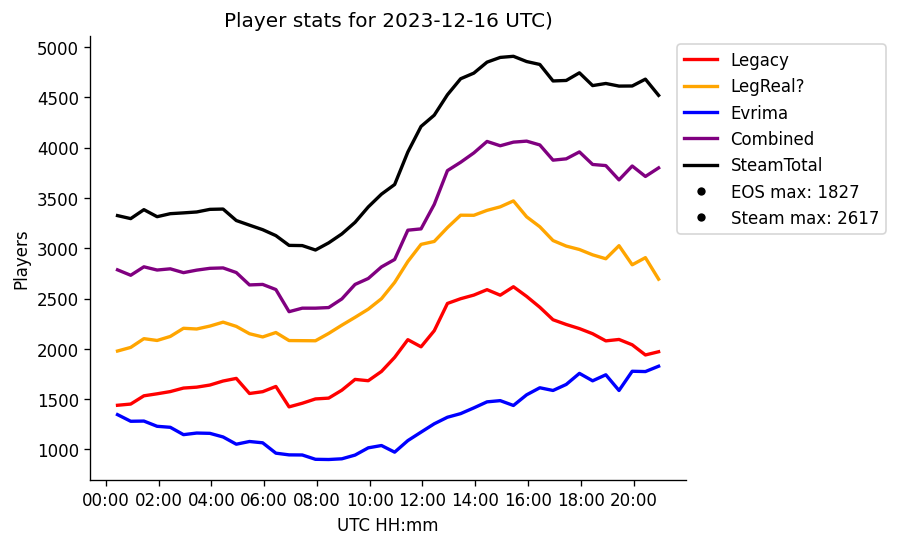 Player stats for 2023-12-16 UTC)
Players
5000
4500
4000
3500
3000
2500
2000
1500
1000
00:00 02:00 04:00 06:00 08:00 10:00 12:00 14:00 16:00 18:00 20:00
UTC HH:mm
Legacy
LegReal?
Evrima
Combined
SteamTotal
EOS max: 1827
Steam max: 2617